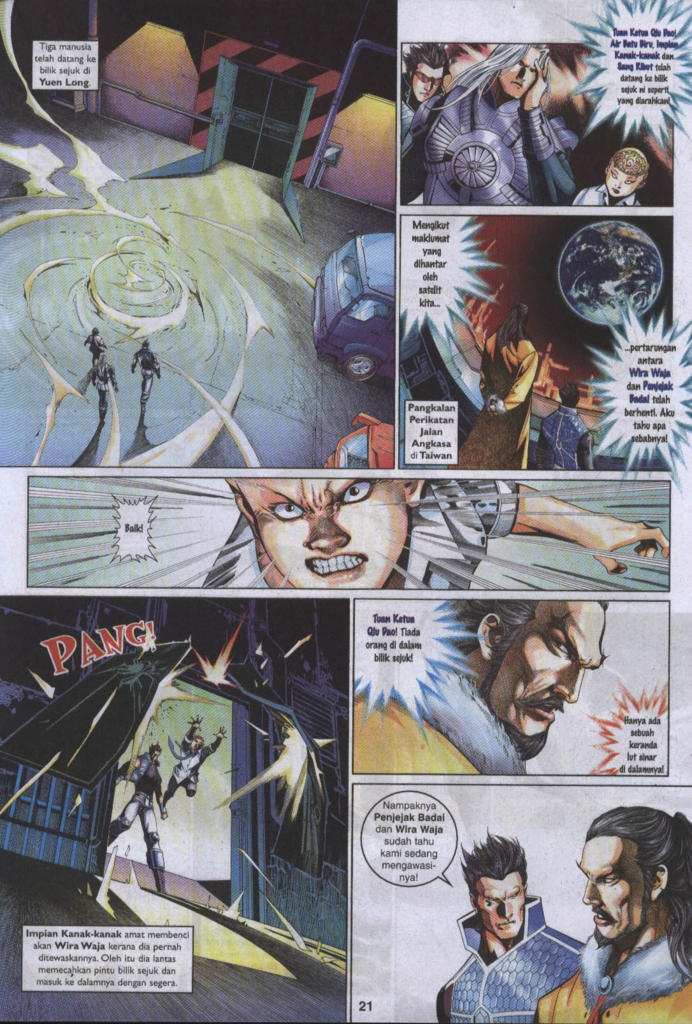 Tiga manusia
telah datang ke
bilik sejuk di
Yuen Long.
Tuan Ketua Qiu Dao!
Air Batu Biru, Impian
Kanak-kanak dan
Sang Ribut telah
datang ke bilik
sejuk ni seperti
yang diarahkan!
Mengikut
maklumat
yang
dihantar
oleh
satelit
kita...
...pertarungan
antara
Wira Waja
dan Penjejak
Badai telah
berhenti. Aku
tahu apa
sebabnya!
Pangkalan
Perikatan
Jalan
Angkasa
di Taiwan
Baik!
PANG!
Impian Kanak-kanak amat membenci
akan Wira Waja kerana dia pernah
ditewaskannya. Oleh itu dia lantas
memecahkan pintu bilik sejuk dan
masuk ke dalamnya dengan segera.
Tuan Ketua
Qiu Dao! Tiada
orang di dalam
bilik sejuk!
Hanya ada
sebuah
keranda
lut sinar
di dalamnya!
Nampaknya
Penjejak Badai
dan Wira Waja
sudah tahu
kami sedang
mengawasi-
nya!
21